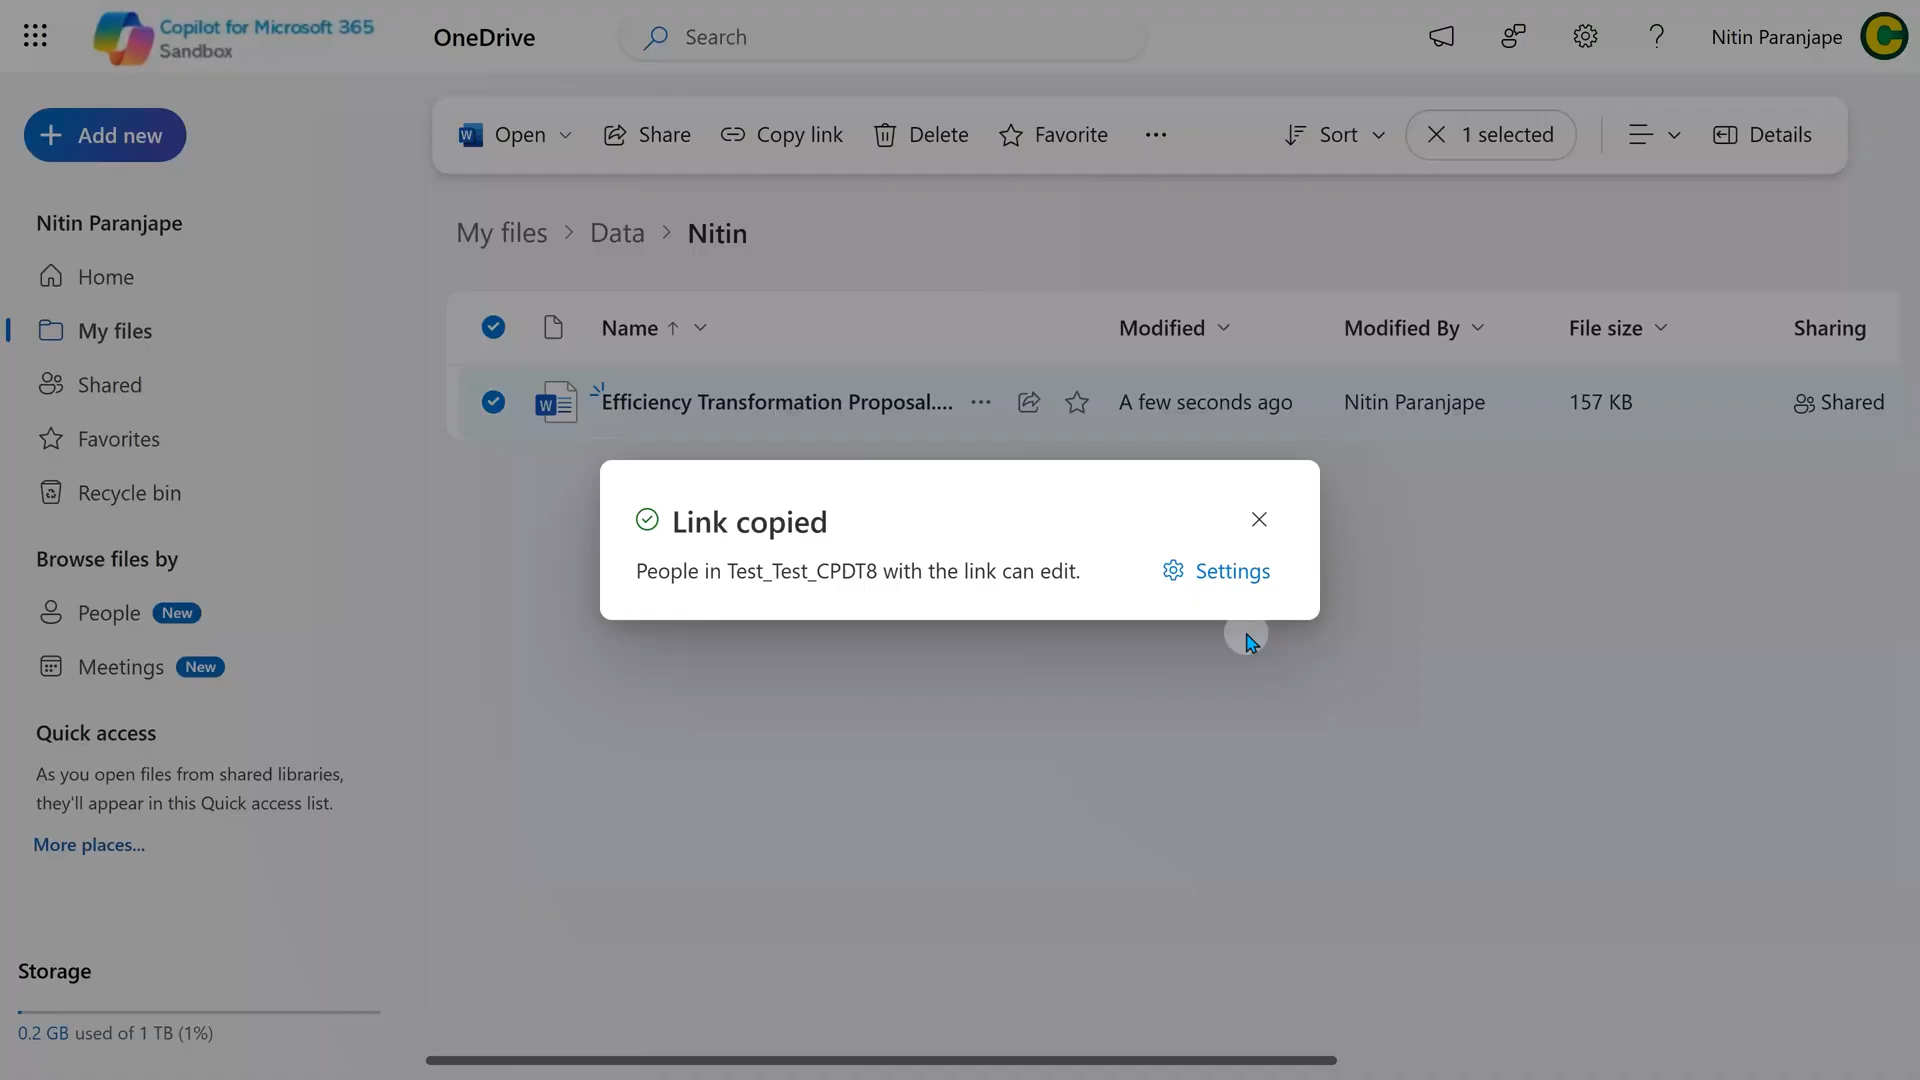 Copilot for Microsoft 365
Sandbox
OneDrive
Search
Nitin Paranjape
Add new
Open
Share
Copy link
Delete
Favorite
Sort
1 selected
Details
Nitin Paranjape
Home
My files
Shared
Favorites
Recycle bin
Browse files by
People New
Meetings New
Quick access
As you open files from shared libraries,
they'll appear in this Quick access list.
More places...
Storage
0.2 GB used of 1 TB (1%)
My files > Data > Nitin
Name Modified Modified By File size Sharing
Efficiency Transformation Proposal.... A few seconds ago Nitin Paranjape 157 KB Shared
Link copied
People in Test_Test_CPDT8 with the link can edit.
Settings